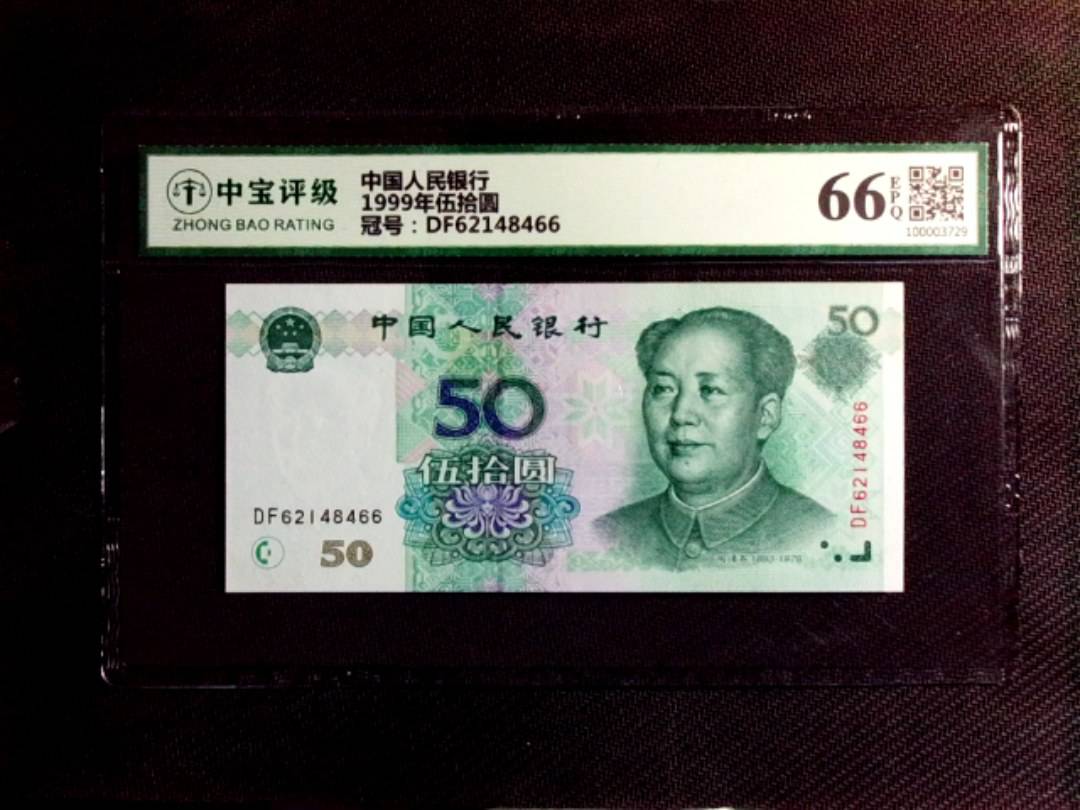 中宝评级
ZHONG BAO RATING
中国人民银行
1999年伍拾圆
冠号：DF62148466
66
EPQ
100003729
中国人民银行
50
50
伍拾圆
DF62148466
50
DF62148466